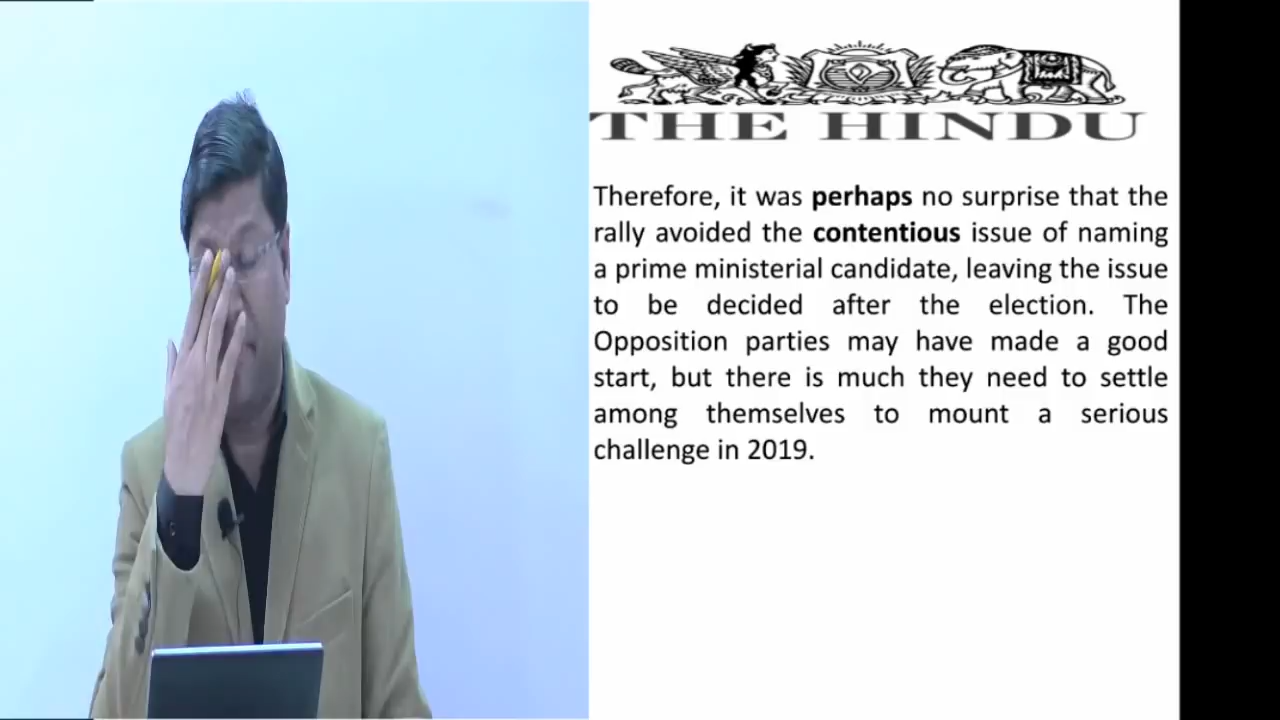 THE HINDU
Therefore, it was perhaps no surprise that the
rally avoided the contentious issue of naming
a prime ministerial candidate, leaving the issue
to be decided after the election. The
Opposition parties may have made a good
start, but there is much they need to settle
among themselves to mount a serious
challenge in 2019.